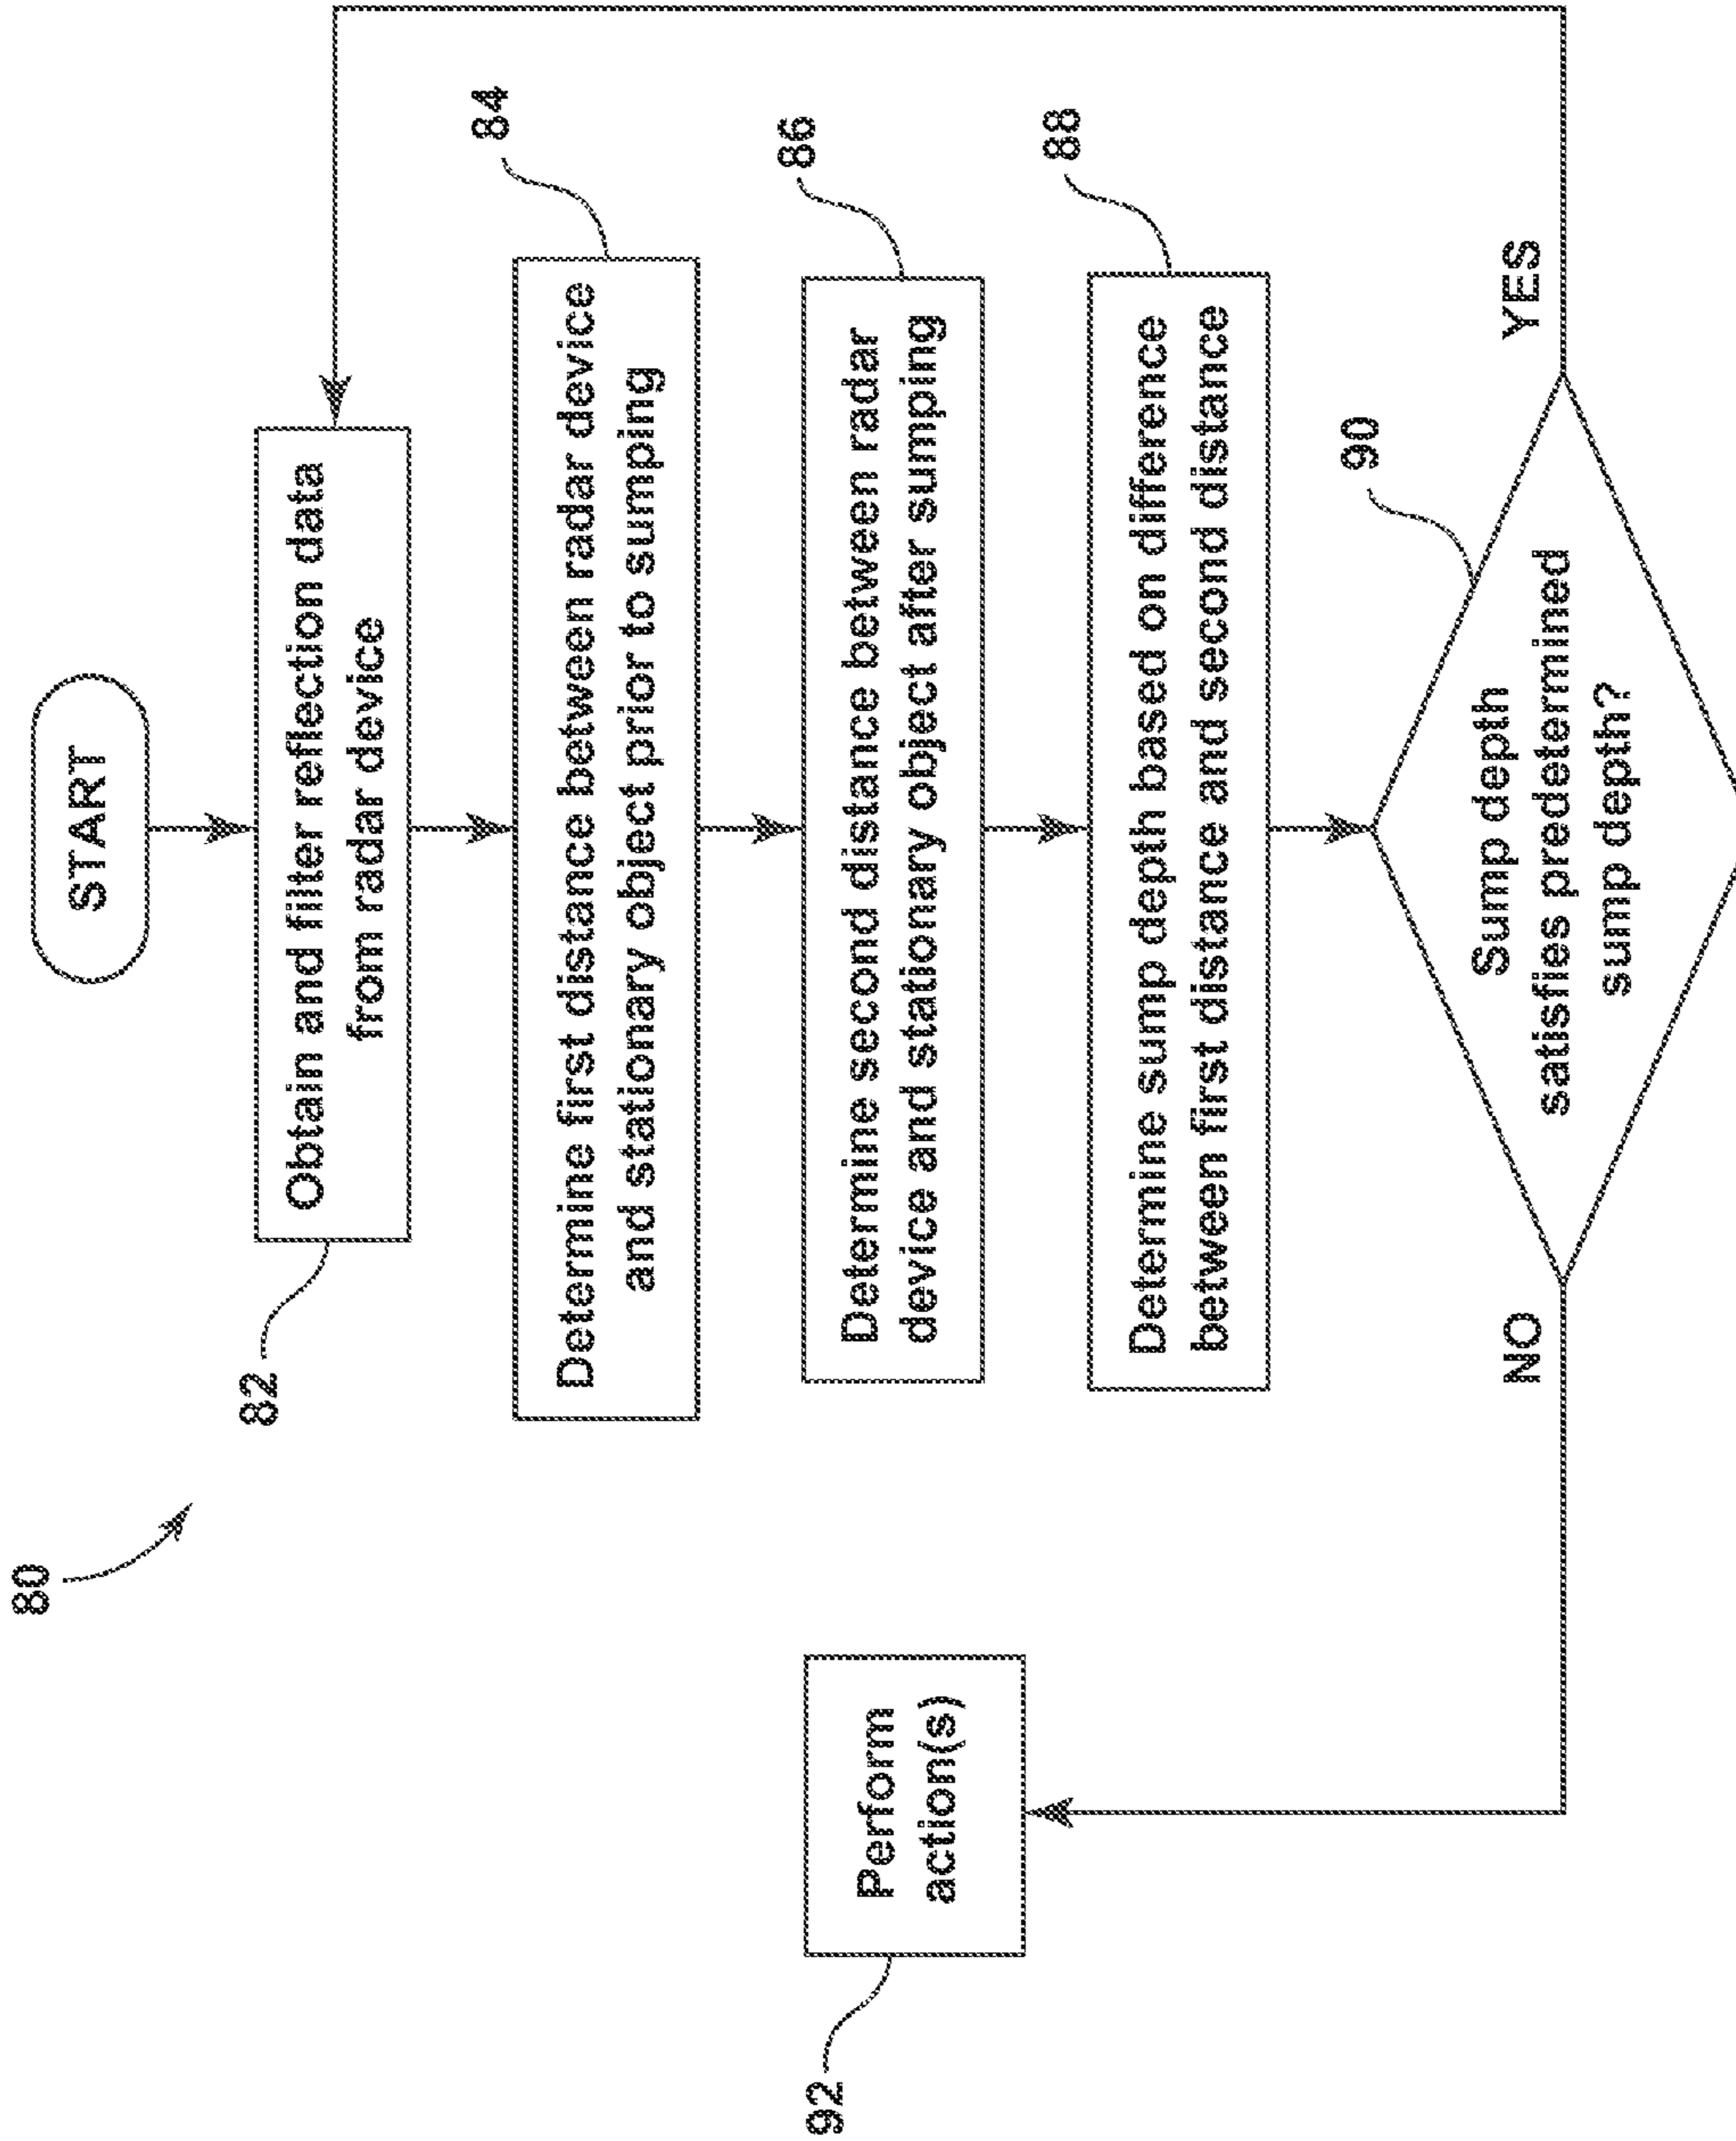 80
START
82
Obtain and filter reflection data
from radar device
84
Determine first distance between radar device
and stationary object prior to sumping
86
Determine second distance between radar
device and stationary object after sumping
88
Determine sump depth based on difference
between first distance and second distance
90
Sump depth
satisfies predetermined
sump depth?
NO
YES
92
Perform
action(s)